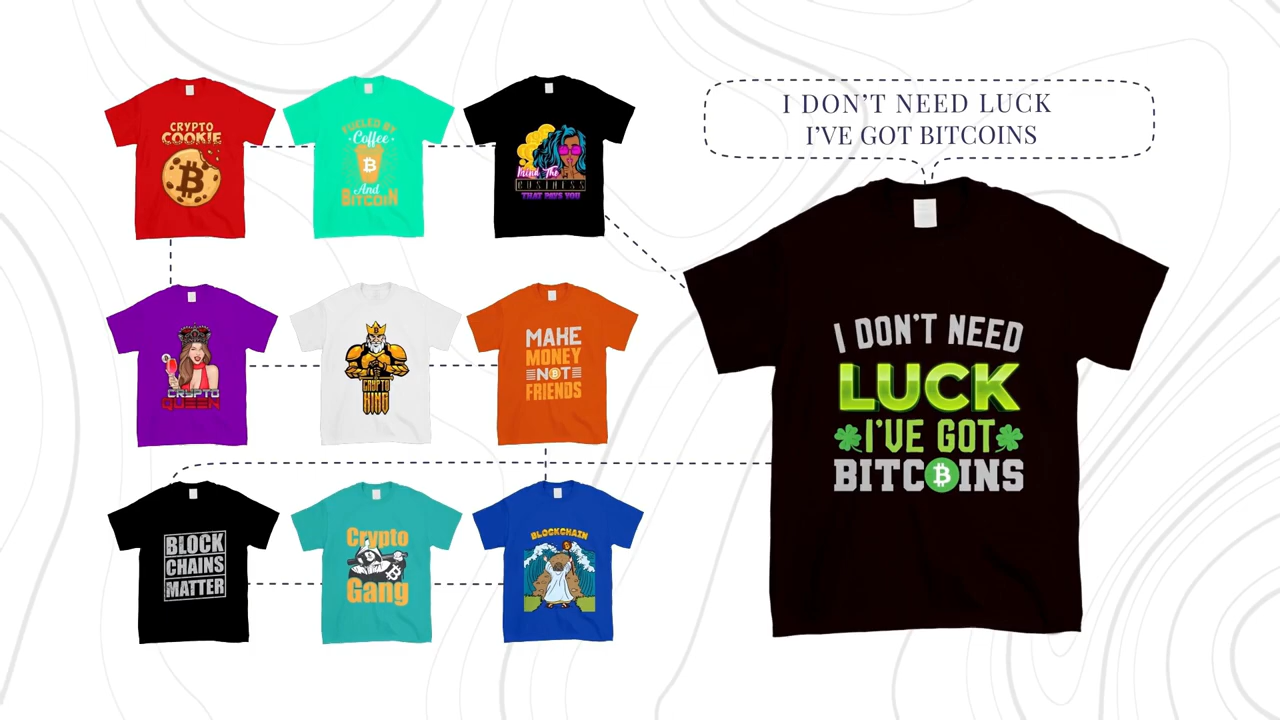 CRYPTO
COOKIE
FUELED BY
Coffee
And
BITCOIN
Mind The
BUSINESS
THAT PAYS YOU
I DON'T NEED LUCK
I'VE GOT BITCOINS
CRYPTO
QUEEN
CRYPTO
KING
MAKE
MONEY
NOT
FRIENDS
I DON'T NEED
LUCK
I'VE GOT
BITCOINS
BLOCK
CHAINS
MATTER
Crypto
Gang
BLOCKCHAIN